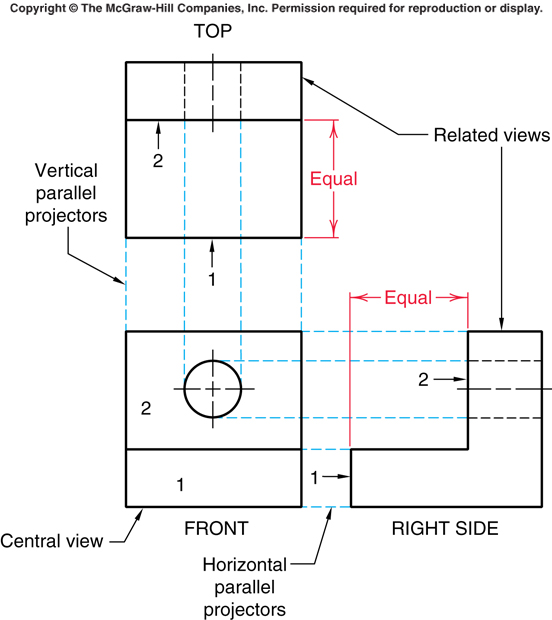 Copyright © The McGraw-Hill Companies, Inc. Permission required for reproduction or display.
TOP
Related views
2
Equal
Vertical
parallel
projectors
1
Equal
2
2
1
1
FRONT
RIGHT SIDE
Central view
Horizontal
parallel
projectors